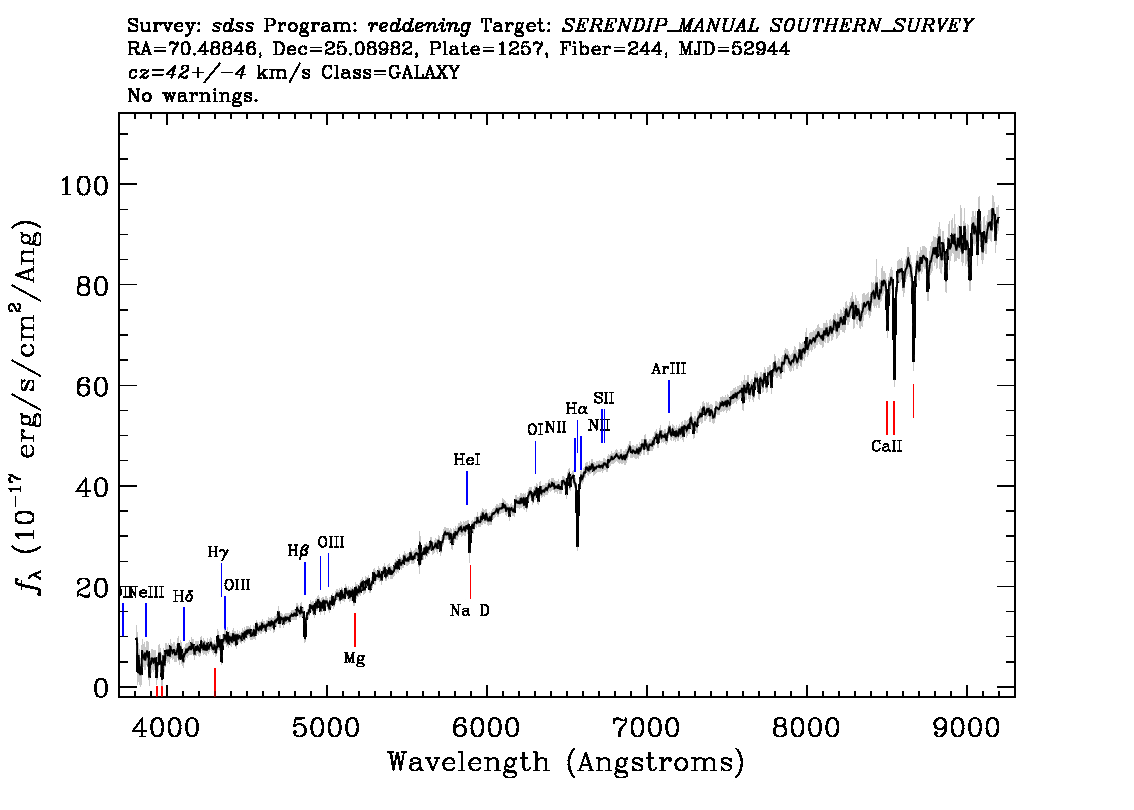 Survey: sdss Program: reddening Target: SERENDIP_MANUAL SOUTHERN_SURVEY
RA=70.48846, Dec=25.08982, Plate=1257, Fiber=244, MJD=52944
cz=42+/-4 km/s Class=GALAXY
No warnings.
100
80
60
40
20
0
f_λ (10^-17 erg/s/cm^2/Ang)
ArIII
SII
Hα
OI NII NII
HeI
Hγ Hβ OIII
OIII
NeIII Hδ
Na D
Mg
CaII
4000 5000 6000 7000 8000 9000
Wavelength (Angstroms)